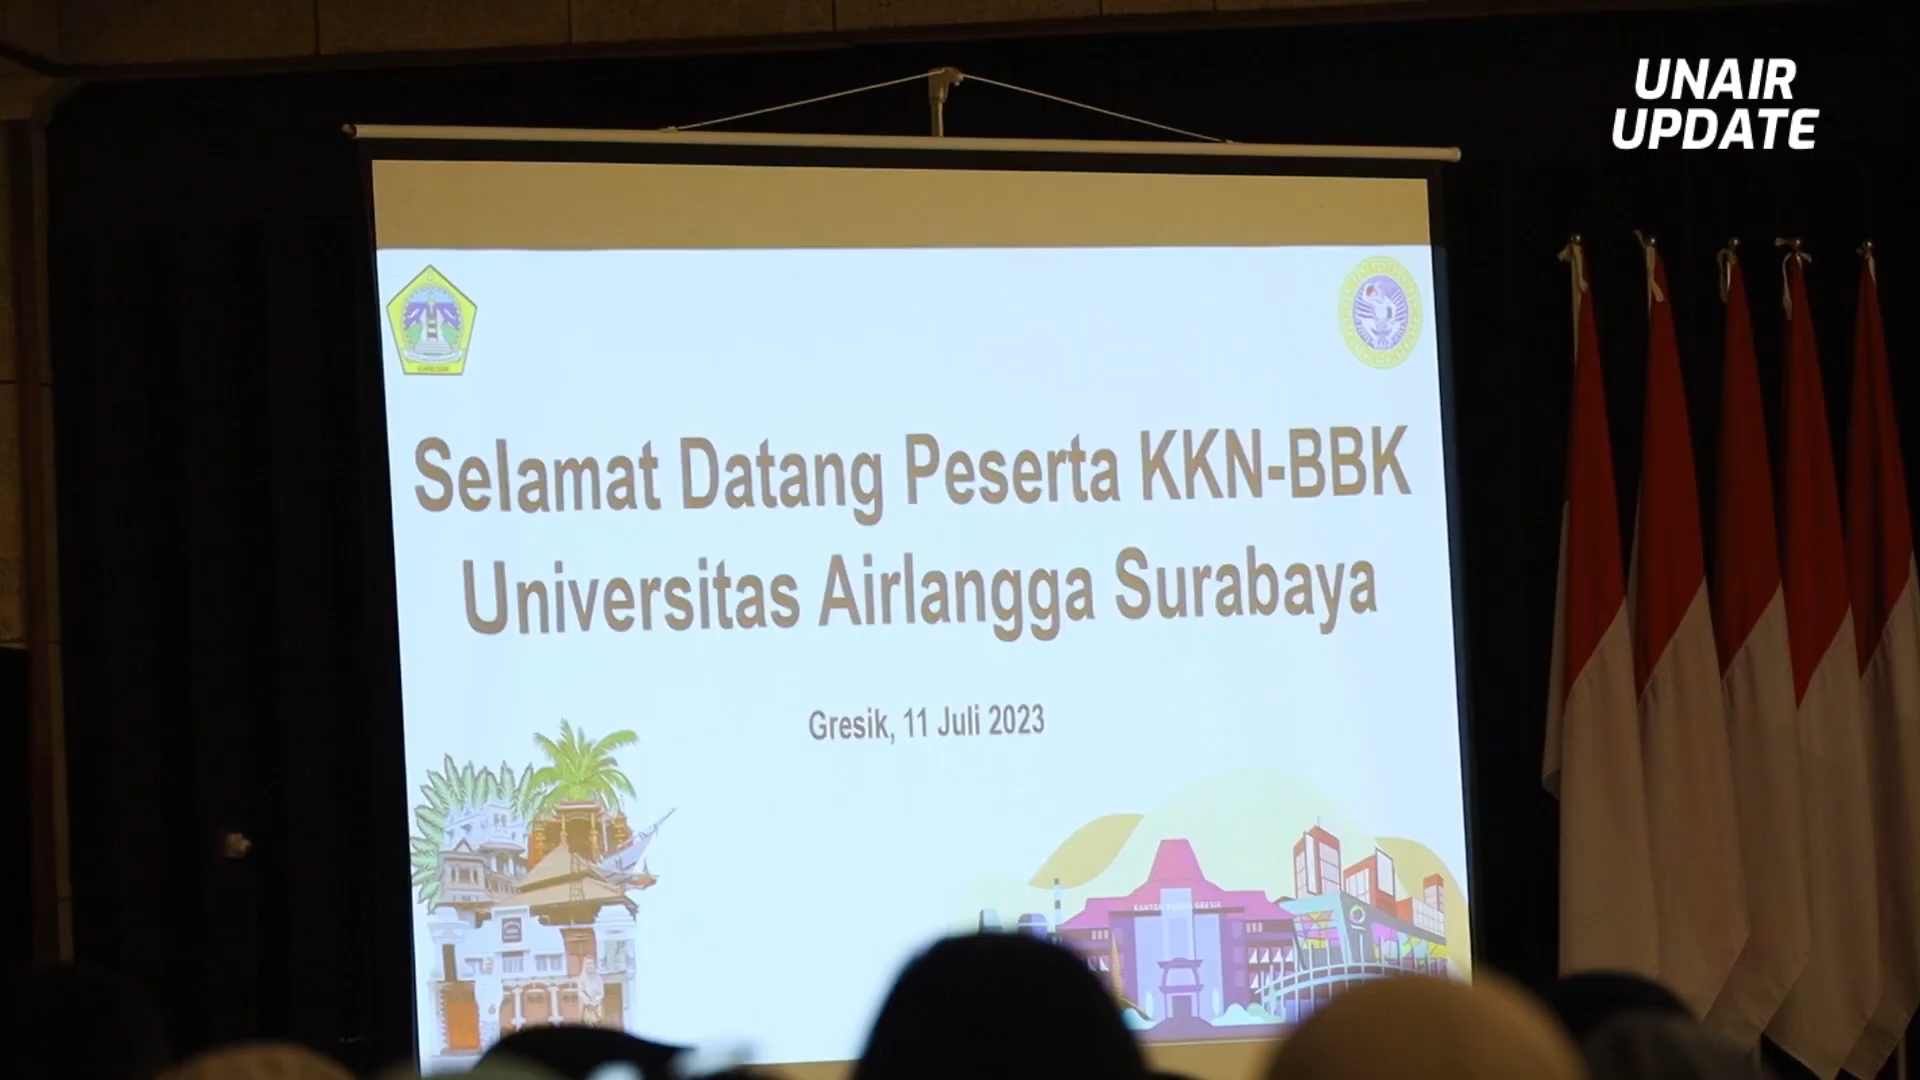 UNAIR
UPDATE
Selamat Datang Peserta KKN-BBK
Universitas Airlangga Surabaya
Gresik, 11 Juli 2023